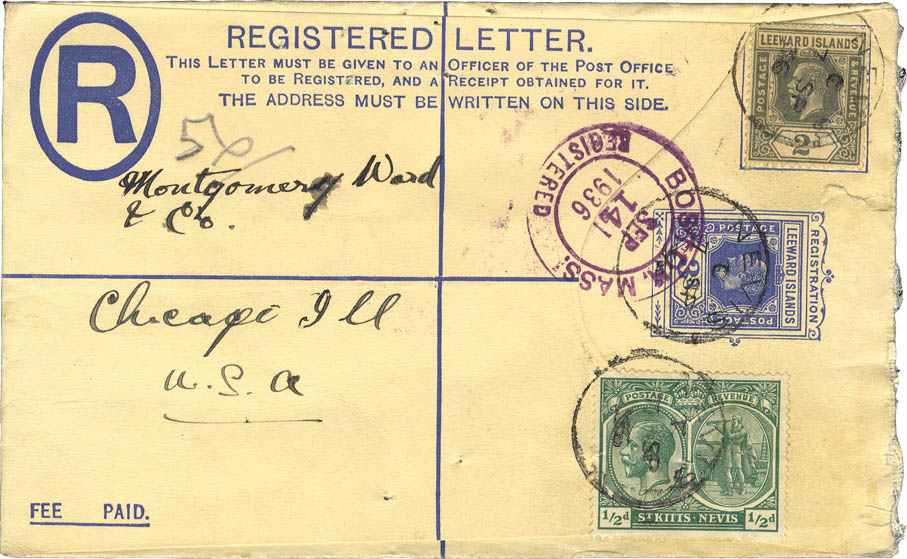 R
REGISTERED LETTER.
THIS LETTER MUST BE GIVEN TO AN OFFICER OF THE POST OFFICE
TO BE REGISTERED, AND A RECEIPT OBTAINED FOR IT.
THE ADDRESS MUST BE WRITTEN ON THIS SIDE.
Montgomery Ward
& Co.
Chicago Ill
U.S.A
FEE PAID.
BOSTON, MASS.
REGISTERED
SEP
14
1936
LEEWARD ISLANDS
POSTAGE
& REVENUE
2d
REGISTRATION
POSTAGE
LEEWARD ISLANDS
POSTAGE
NEVIS
POSTAGE
REVENUE
1/2d
ST KITTS-NEVIS
1/2d